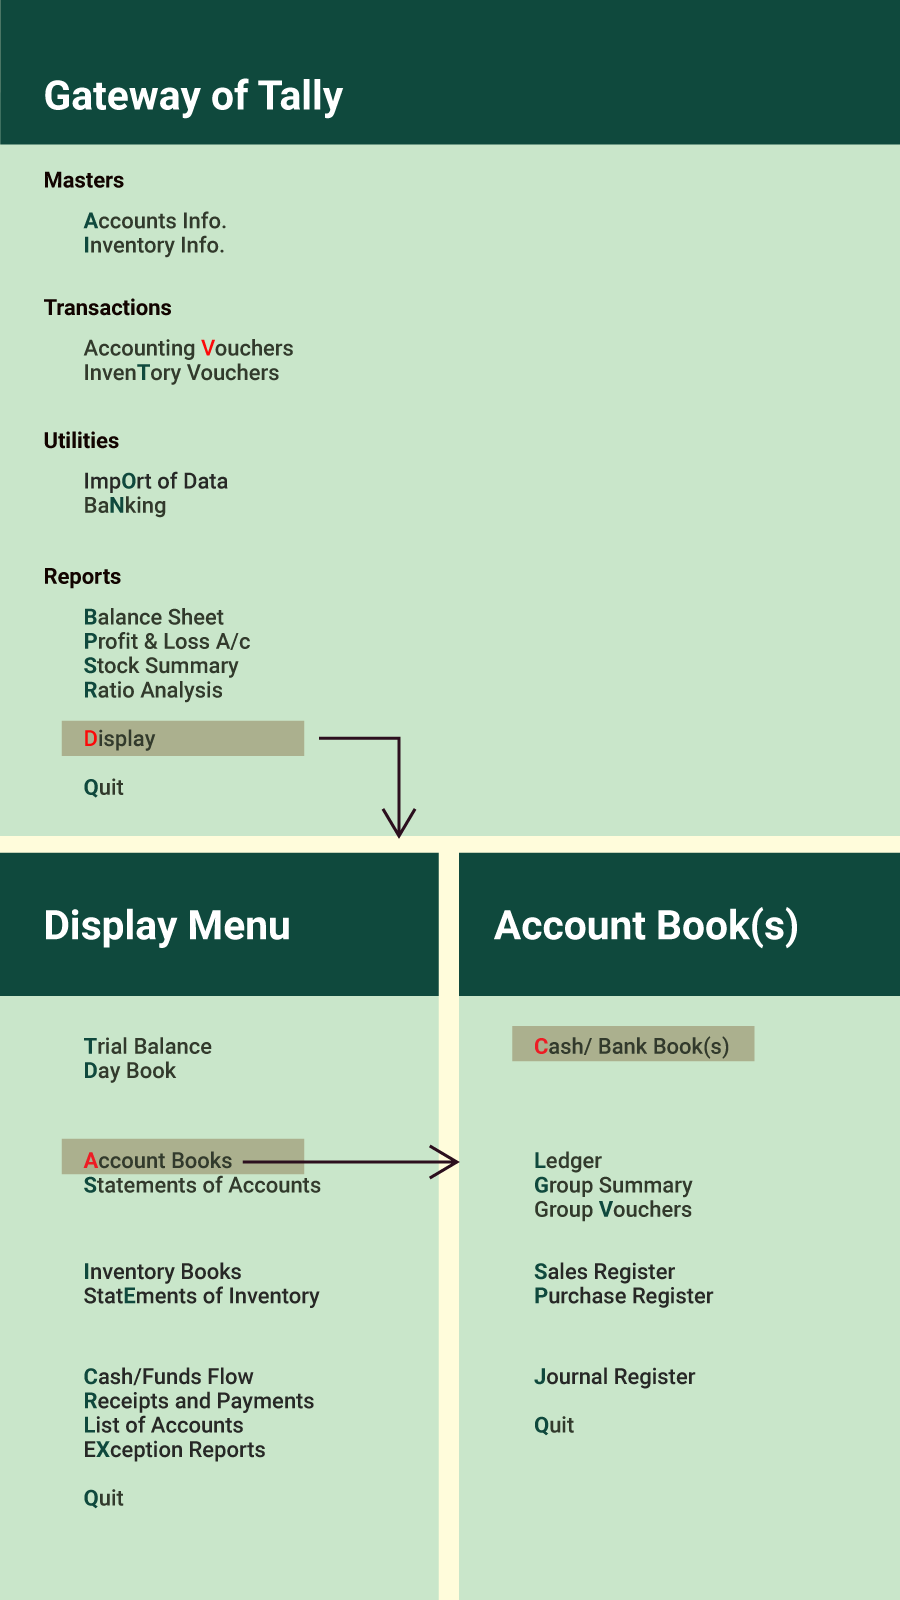 Gateway of Tally
Masters
Accounts Info.
Inventory Info.
Transactions
Accounting Vouchers
InvenTory Vouchers
Utilities
ImpOrt of Data
BaNking
Reports
Balance Sheet
Profit & Loss A/c
Stock Summary
Ratio Analysis
Display
Quit
Display Menu
Trial Balance
Day Book
Account Books
Statements of Accounts
Inventory Books
StatEments of Inventory
Cash/Funds Flow
Receipts and Payments
List of Accounts
EXception Reports
Quit
Account Book(s)
Cash/ Bank Book(s)
Ledger
Group Summary
Group Vouchers
Sales Register
Purchase Register
Journal Register
Quit